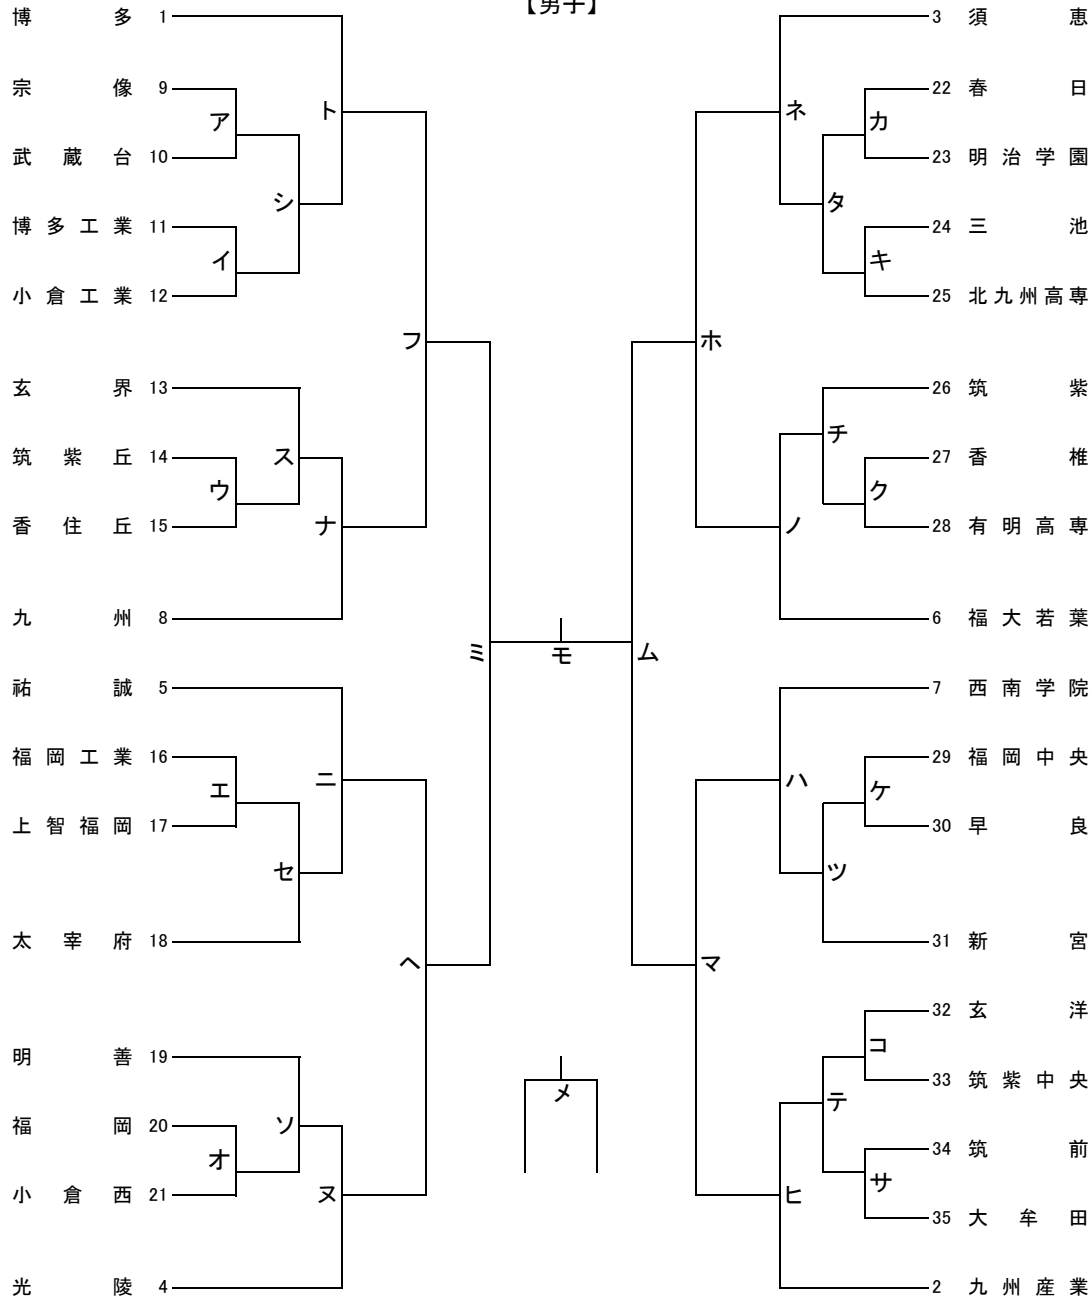 【男子】
博多 1
ト
宗像 9
ア
武蔵台 10
シ
博多工業 11
イ
小倉工業 12
フ
玄界 13
ス
筑紫丘 14
ウ
香住丘 15
ナ
九州 8
ミ
祐誠 5
ニ
福岡工業 16
エ
上智福岡 17
セ
太宰府 18
ヘ
明善 19
ソ
福岡 20
オ
小倉西 21
ヌ
光陵 4
モ
メ
3 須恵
ネ
22 春日
カ
23 明治学園
タ
24 三池
キ
25 北九州高専
ホ
26 筑紫
チ
27 香椎
ク
28 有明高専
ノ
6 福大若葉
ム
7 西南学院
ハ
29 福岡中央
ケ
30 早良
ツ
31 新宮
マ
32 玄洋
コ
33 筑紫中央
テ
34 筑前
サ
35 大牟田
ヒ
2 九州産業